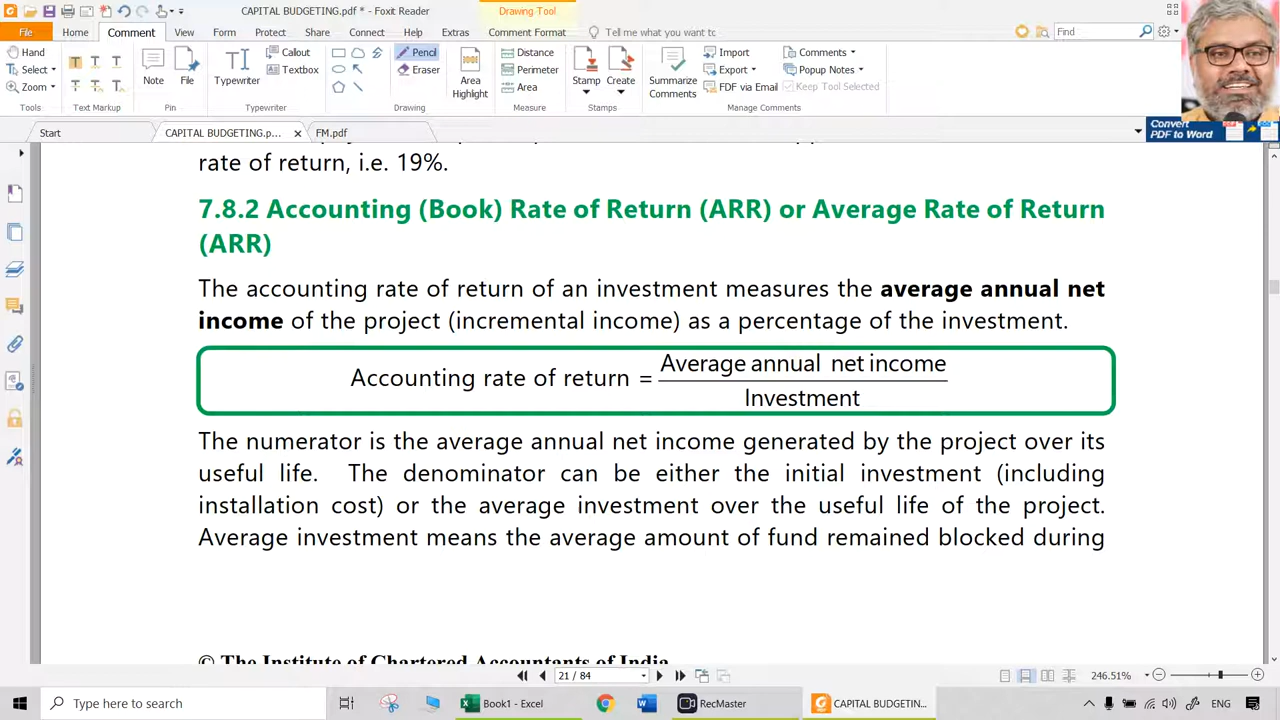 CAPITAL BUDGETING.pdf * - Foxit Reader
Drawing Tool
File Home Comment View Form Protect Share Connect Help Extras Comment Format Tell me what you want tc Find
Hand
Select
Zoom
Tools
Text Markup
Note
File
Pin
Typewriter
Callout
Textbox
Typewriter
Pencil
Eraser
Drawing
Area
Highlight
Distance
Perimeter
Area
Measure
Stamp
Create
Stamps
Summarize
Comments
Import
Export
FDF via Email
Comments
Popup Notes
Keep Tool Selected
Manage Comments
Start CAPITAL BUDGETING.p... FM.pdf
Convert
PDF to Word
rate of return, i.e. 19%.
7.8.2 Accounting (Book) Rate of Return (ARR) or Average Rate of Return
(ARR)
The accounting rate of return of an investment measures the average annual net
income of the project (incremental income) as a percentage of the investment.
Accounting rate of return = Average annual net income
Investment
The numerator is the average annual net income generated by the project over its
useful life. The denominator can be either the initial investment (including
installation cost) or the average investment over the useful life of the project.
Average investment means the average amount of fund remained blocked during
© The Institute of Chartered Accountants of India
21 / 84
246.51%
Type here to search
Book1 - Excel
RecMaster
CAPITAL BUDGETIN...
ENG